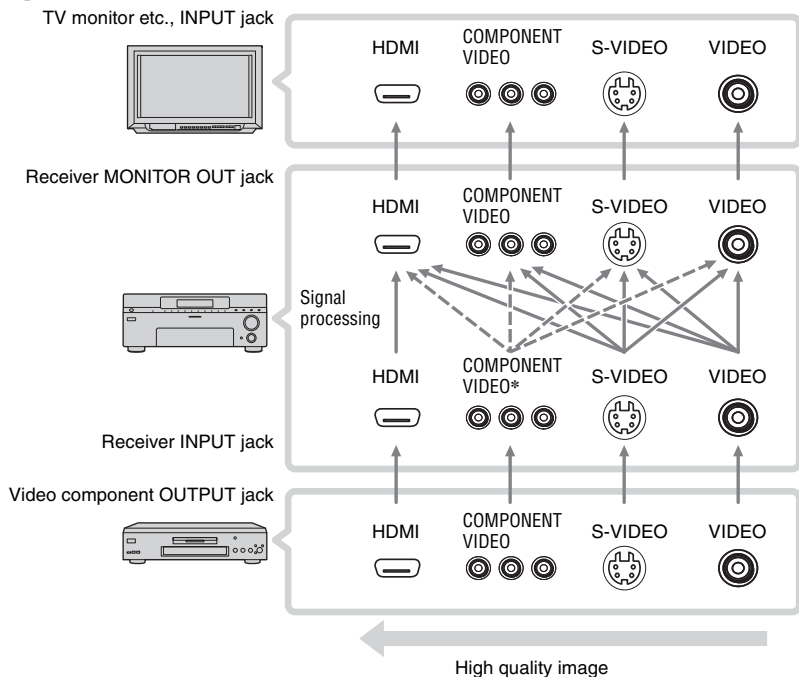 TV monitor etc., INPUT jack
HDMI
COMPONENT
VIDEO
S-VIDEO
VIDEO
Receiver MONITOR OUT jack
HDMI
COMPONENT
VIDEO
S-VIDEO
VIDEO
Signal
processing
HDMI
COMPONENT
VIDEO*
S-VIDEO
VIDEO
Receiver INPUT jack
Video component OUTPUT jack
HDMI
COMPONENT
VIDEO
S-VIDEO
VIDEO
High quality image